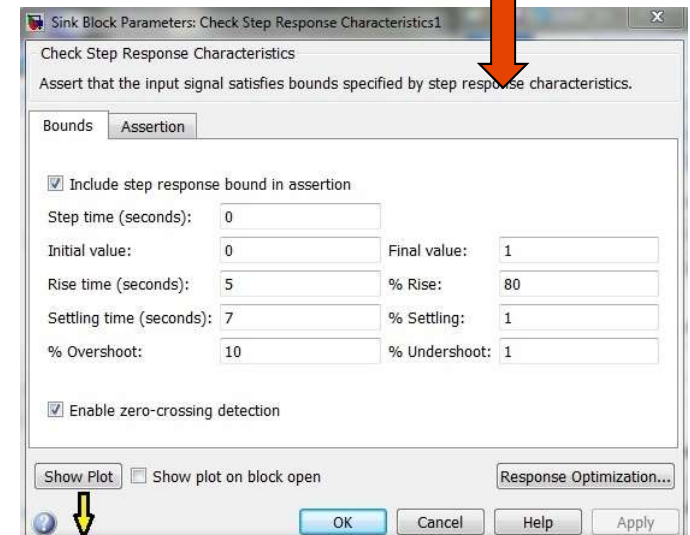 Sink Block Parameters: Check Step Response Characteristics1
Check Step Response Characteristics
Assert that the input signal satisfies bounds specified by step response characteristics.
Bounds Assertion
Include step response bound in assertion
Step time (seconds): 0
Initial value: 0 Final value: 1
Rise time (seconds): 5 % Rise: 80
Settling time (seconds): 7 % Settling: 1
% Overshoot: 10 % Undershoot: 1
Enable zero-crossing detection
Show Plot Show plot on block open Response Optimization...
OK Cancel Help Apply